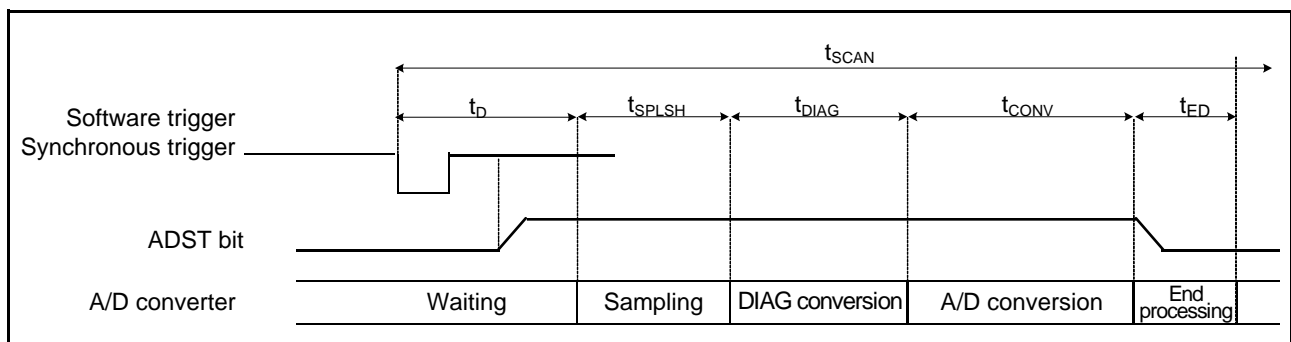 tSCAN
tD tSPLSH tDIAG tCONV tED
Software trigger
Synchronous trigger
ADST bit
A/D converter Waiting Sampling DIAG conversion A/D conversion End processing